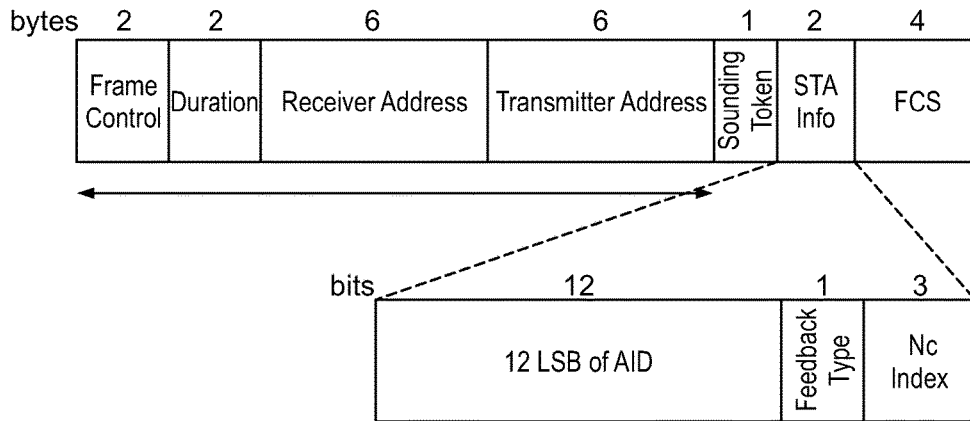 bytes 2 2 6 6 1 2 4
Frame
Control
Duration
Receiver Address
Transmitter Address
Sounding
Token
STA
Info
FCS
bits 12 1 3
12 LSB of AID
Feedback
Type
Nc
Index